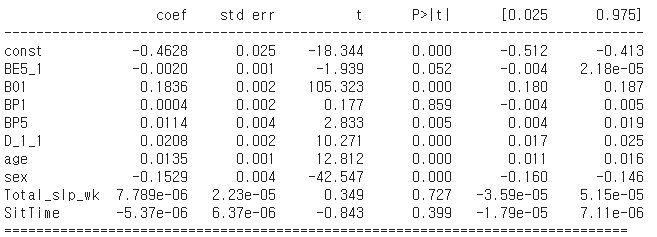 coef std err t P>|t| [0.025 0.975]
const -0.4628 0.025 -18.344 0.000 -0.512 -0.413
BE5_1 -0.0020 0.001 -1.939 0.052 -0.004 2.18e-05
BO1 0.1836 0.002 105.323 0.000 0.180 0.187
BP1 0.0004 0.002 0.177 0.859 -0.004 0.005
BP5 0.0114 0.004 2.833 0.005 0.004 0.019
D_1_1 0.0208 0.002 10.271 0.000 0.017 0.025
age 0.0135 0.001 12.812 0.000 0.011 0.016
sex -0.1529 0.004 -42.547 0.000 -0.160 -0.146
Total_slp_wk 7.789e-06 2.23e-05 0.349 0.727 -3.59e-05 5.15e-05
SitTime -5.37e-06 6.37e-06 -0.843 0.399 -1.79e-05 7.11e-06